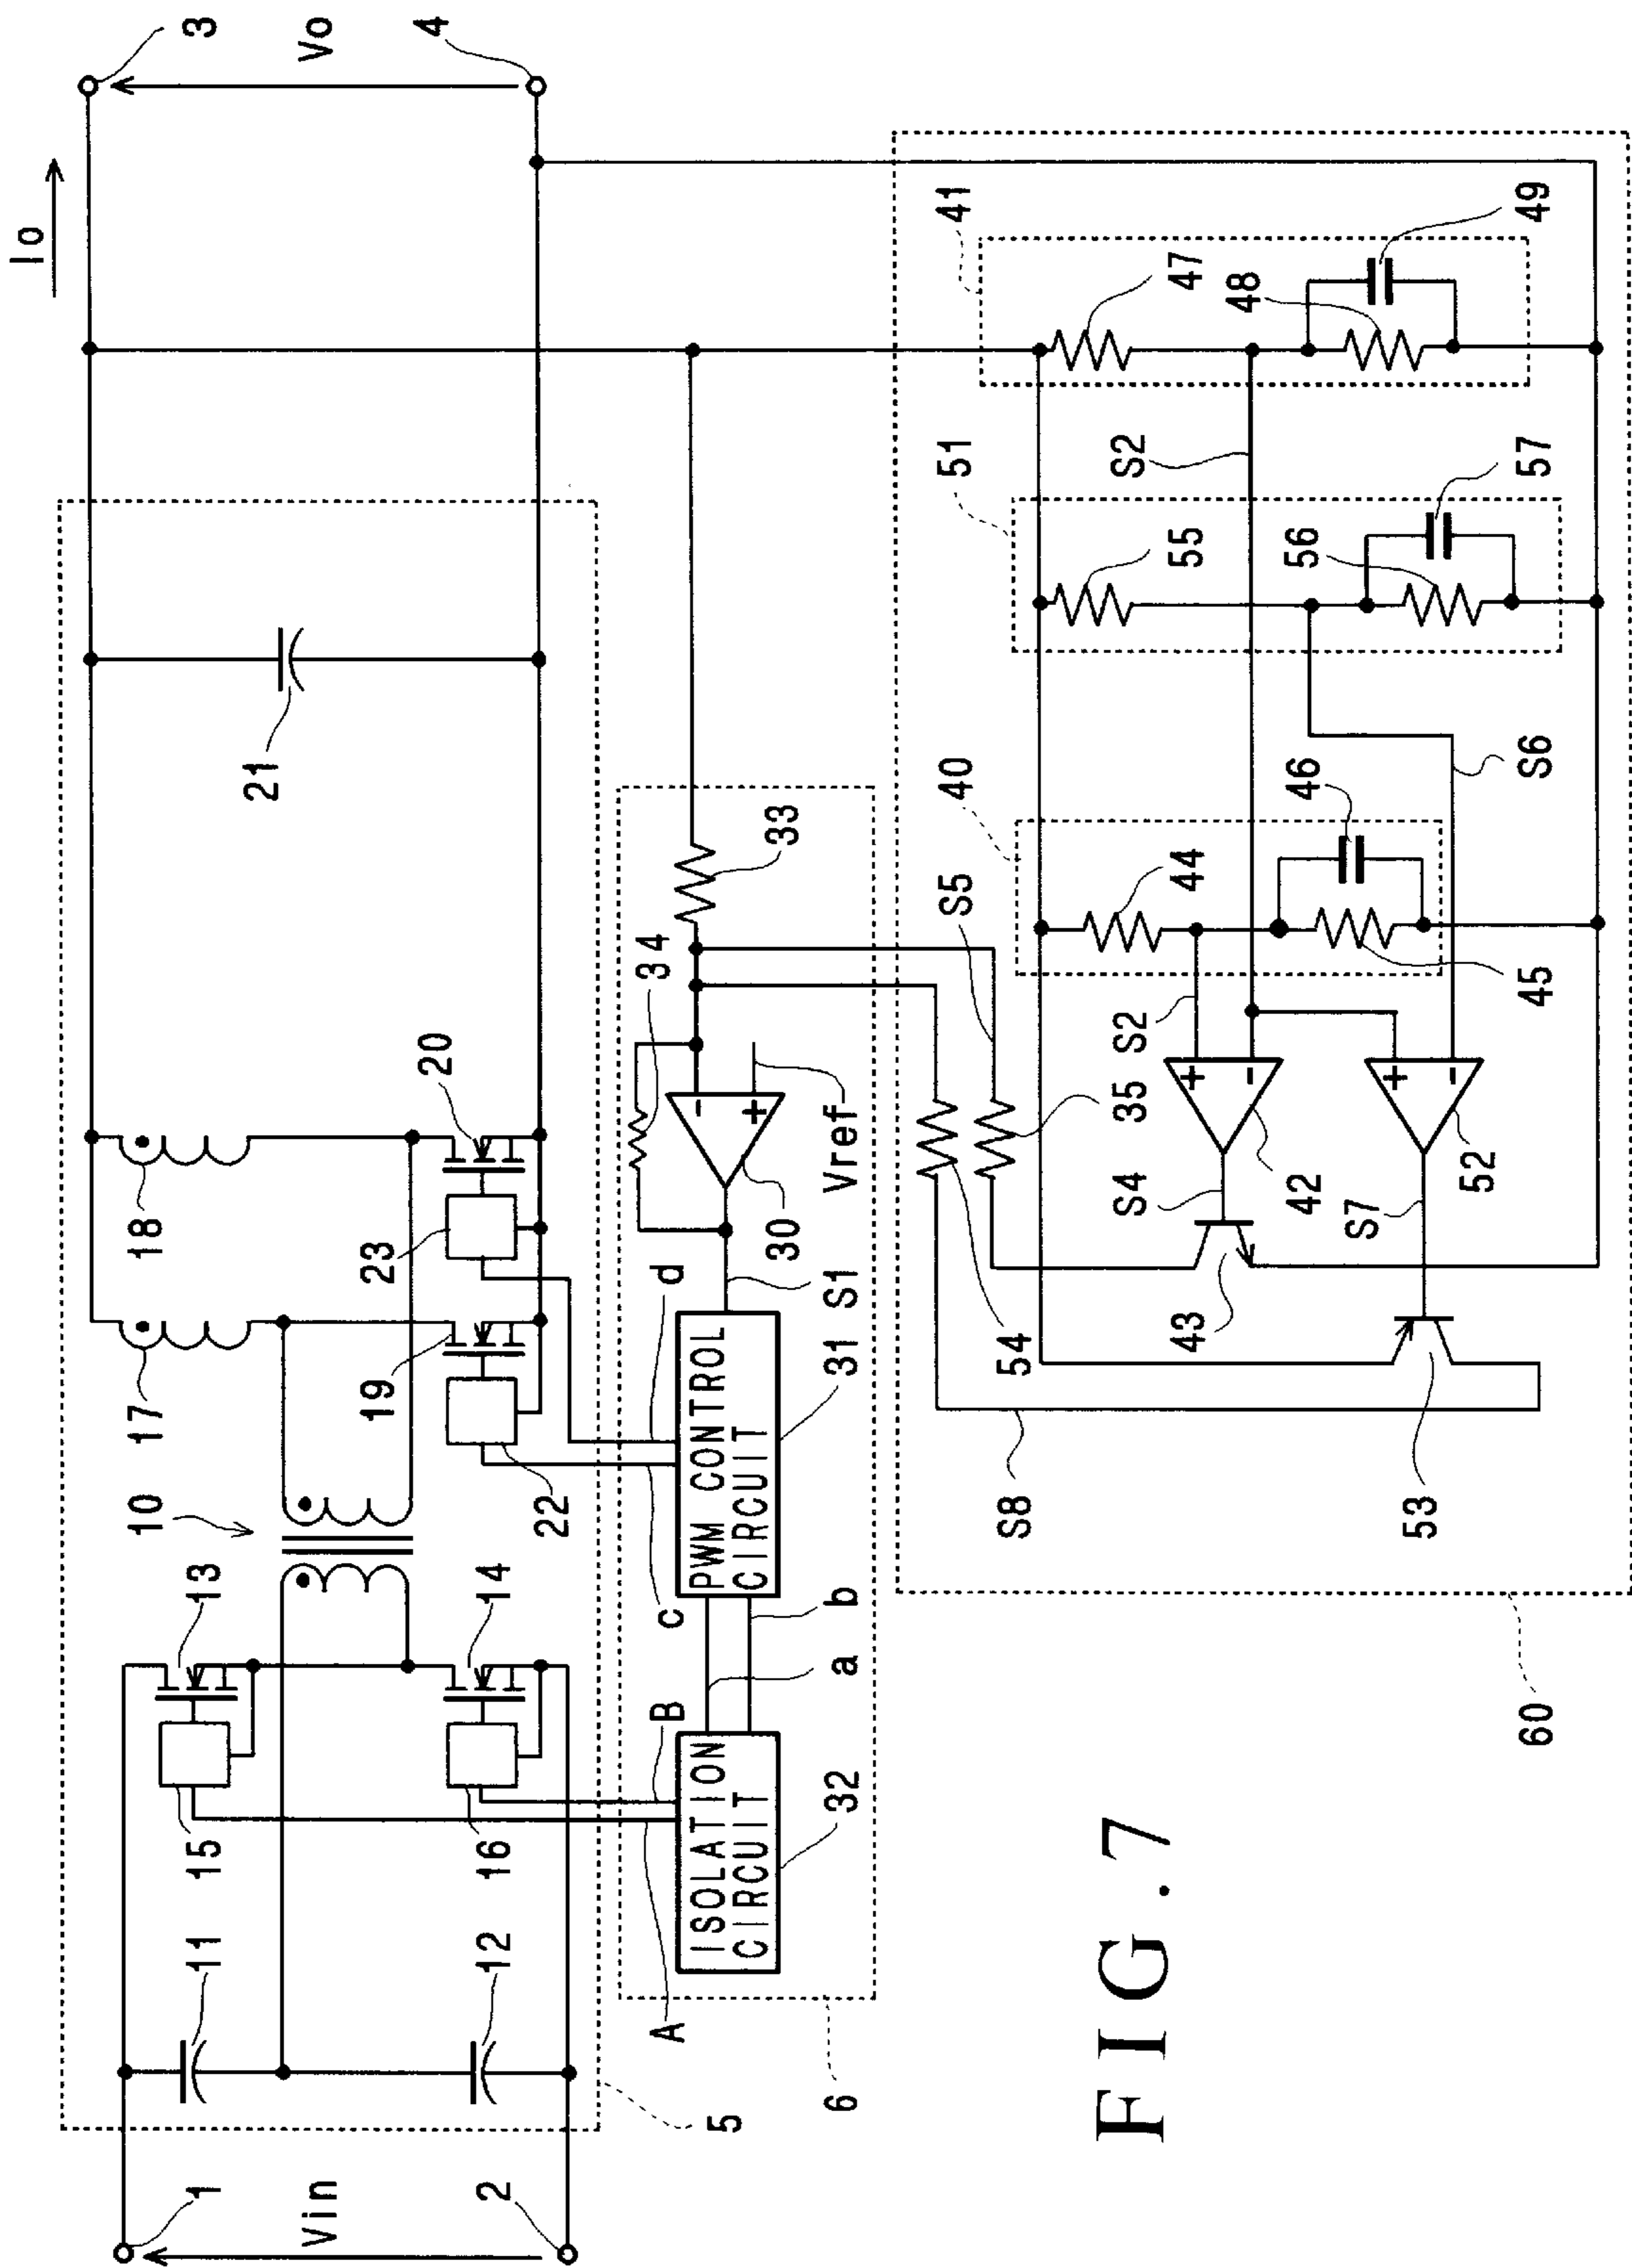 Io
3
Vo
4
1
Vin
2
5
11
12
13
14
15
16
10
17
18
19
20
21
22
23
6
ISOLATION
CIRCUIT
32
A
B
a
b
c
d
PWM CONTROL
CIRCUIT
31
S1
30
Vref
34
33
60
S8
54
35
S5
53
43
S4
S7
42
52
+
-
+
-
-
+
S2
40
44
45
46
S6
51
55
56
57
S2
41
47
48
49
FIG.7